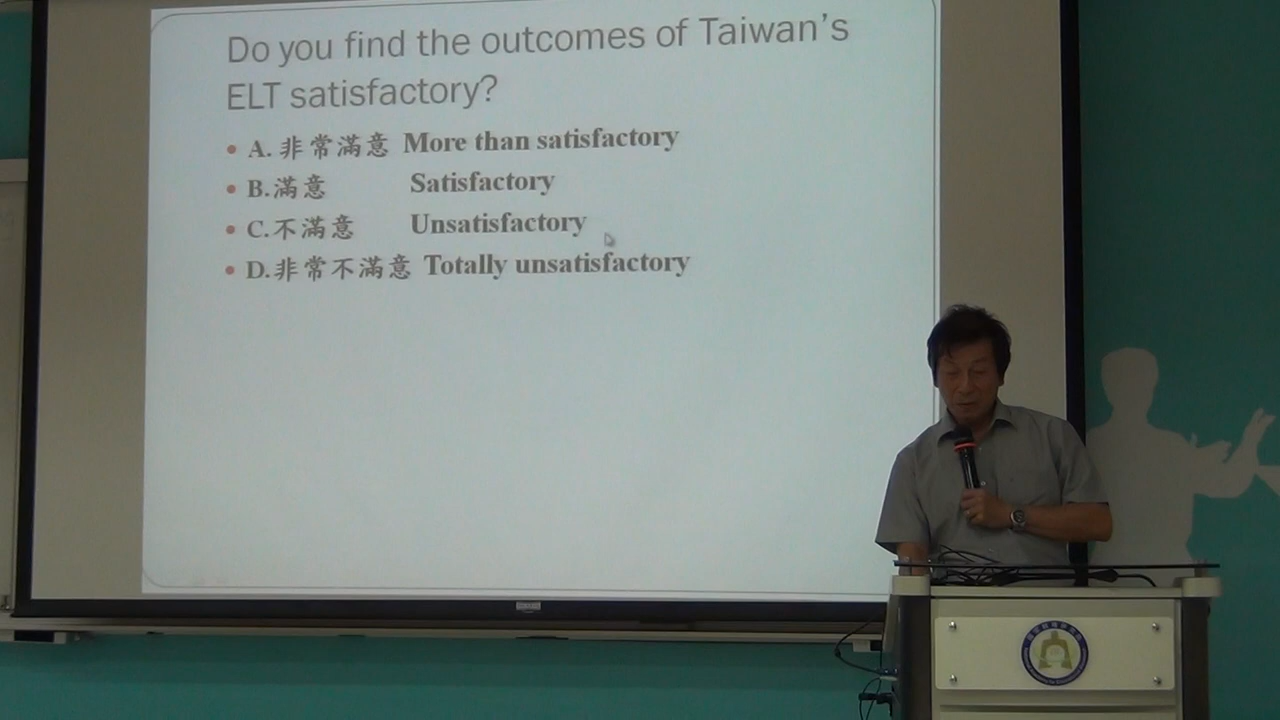 Do you find the outcomes of Taiwan's
ELT satisfactory?
• A. 非常滿意 More than satisfactory
• B.滿意 Satisfactory
• C.不滿意 Unsatisfactory
• D.非常不滿意 Totally unsatisfactory